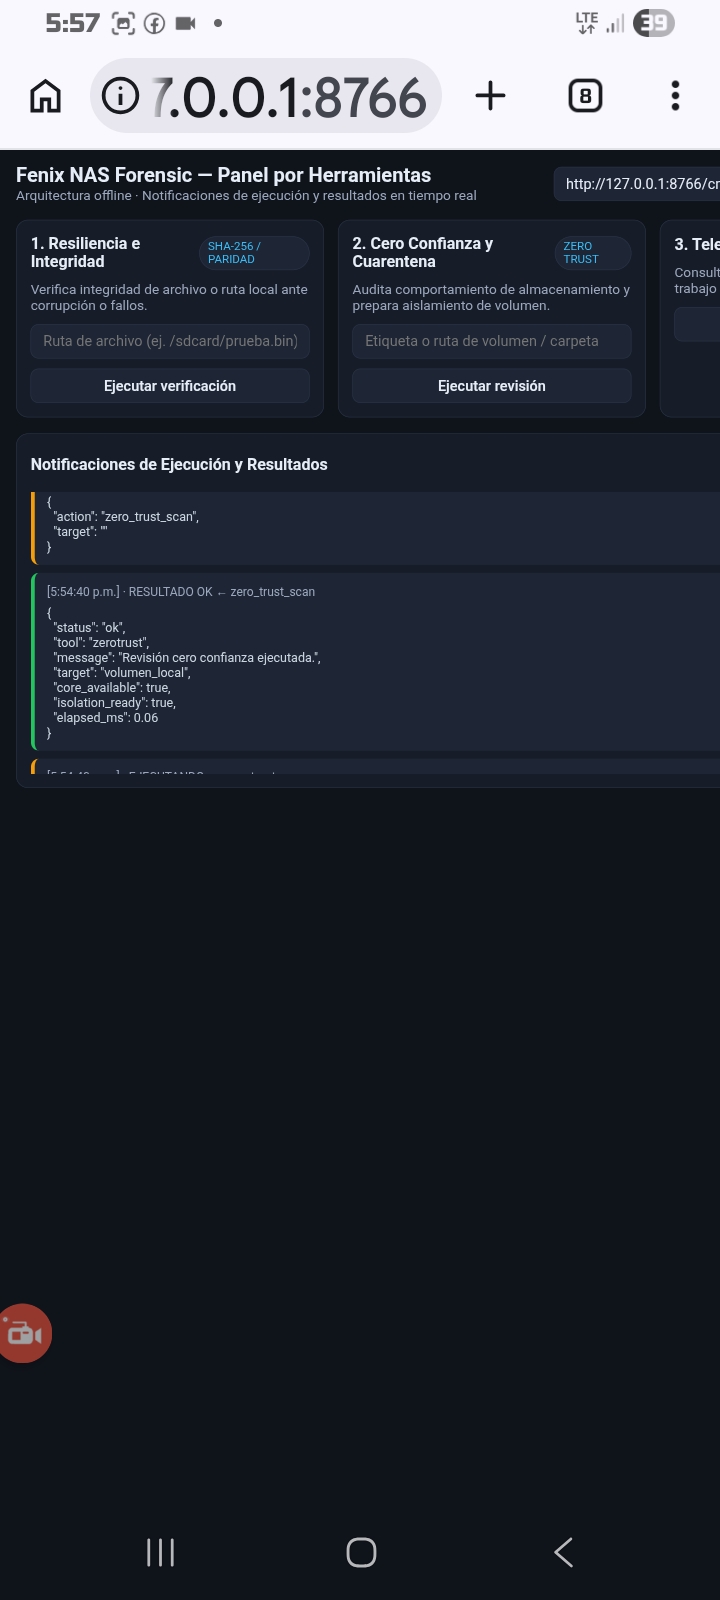 5:57
LTE
39
7.0.0.1:8766
8
Fenix NAS Forensic — Panel por Herramientas
Arquitectura offline · Notificaciones de ejecución y resultados en tiempo real
http://127.0.0.1:8766/cr
1. Resiliencia e
Integridad
SHA-256 /
PARIDAD
Verifica integridad de archivo o ruta local ante
corrupción o fallos.
Ruta de archivo (ej. /sdcard/prueba.bin)
Ejecutar verificación
2. Cero Confianza y
Cuarentena
ZERO
TRUST
Audita comportamiento de almacenamiento y
prepara aislamiento de volumen.
Etiqueta o ruta de volumen / carpeta
Ejecutar revisión
3. Tele
Consult
trabajo
Notificaciones de Ejecución y Resultados
{
"action": "zero_trust_scan",
"target": ""
}
[5:54:40 p.m.] · RESULTADO OK ← zero_trust_scan
{
"status": "ok",
"tool": "zerotrust",
"message": "Revisión cero confianza ejecutada.",
"target": "volumen_local",
"core_available": true,
"isolation_ready": true,
"elapsed_ms": 0.06
}